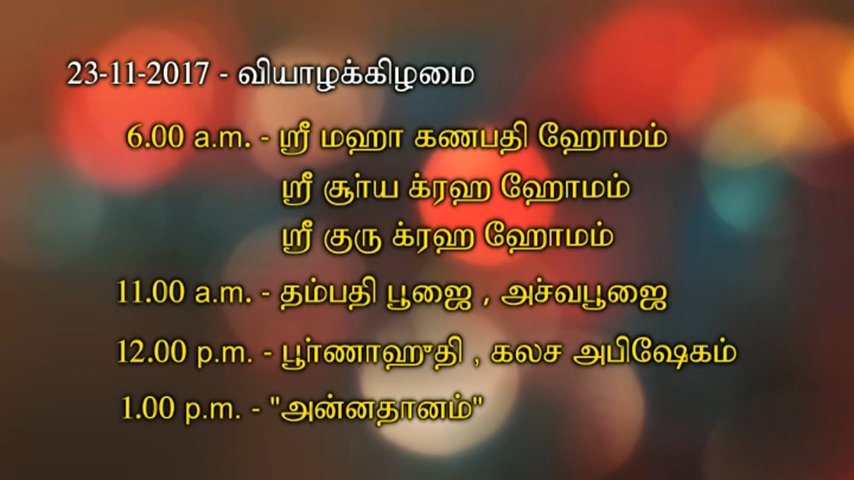 23-11-2017 - வியாழக்கிழமை
6.00 a.m. - ஸ்ரீ மஹா கணபதி ஹோமம்
ஸ்ரீ சூர்ய க்ரஹ ஹோமம்
ஸ்ரீ குரு க்ரஹ ஹோமம்
11.00 a.m. - தம்பதி பூஜை , அச்வபூஜை
12.00 p.m. - பூர்ணாஹுதி , கலச அபிஷேகம்
1.00 p.m. - "அன்னதானம்"